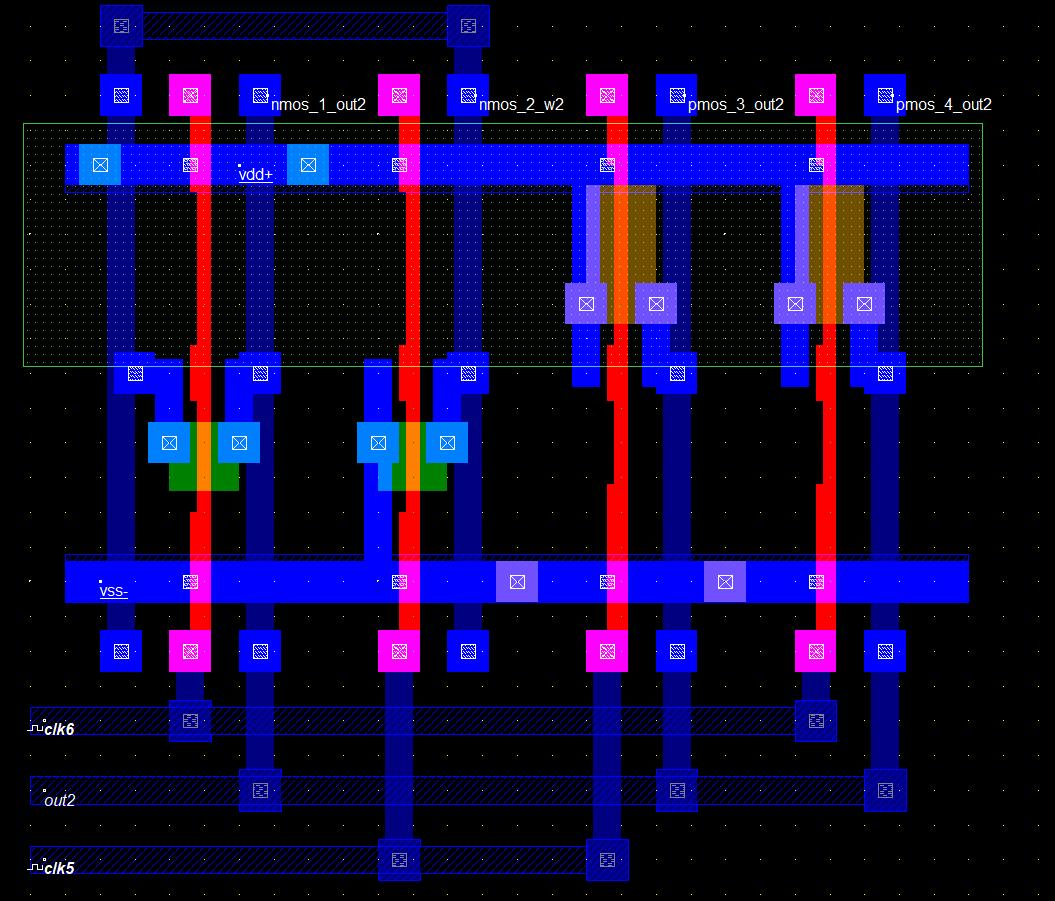 nmos_1_out2 nmos_2_w2 pmos_3_out2 pmos_4_out2
vdd+
vss-
clk6
out2
clk5